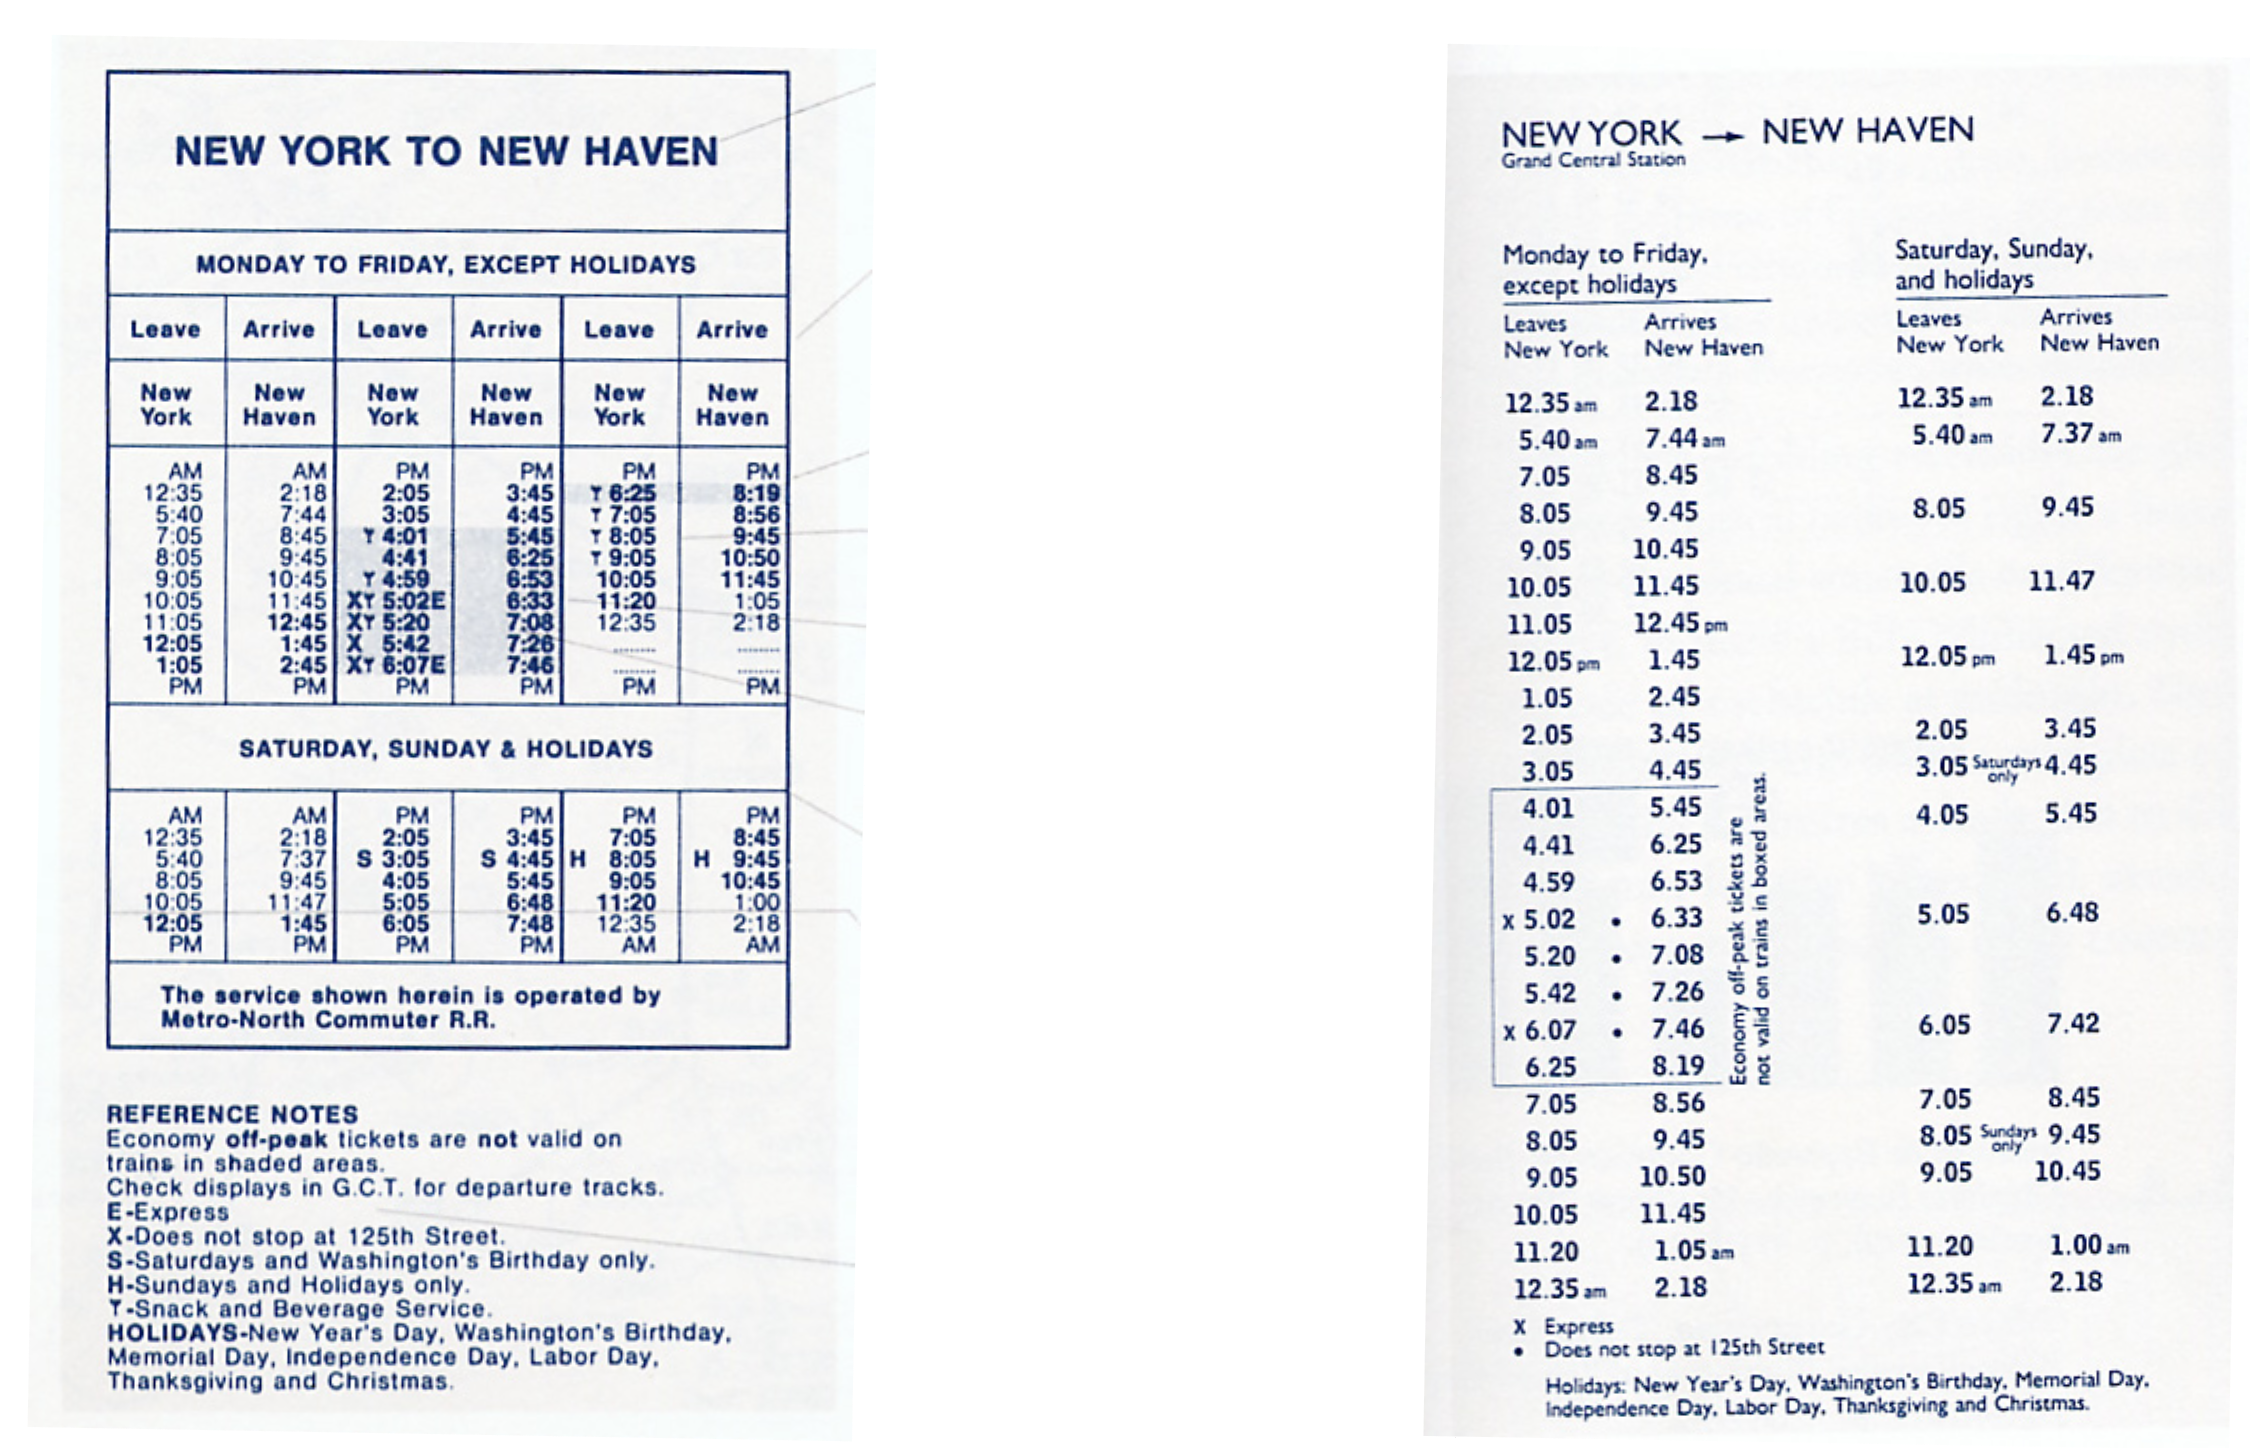 NEW YORK TO NEW HAVEN
MONDAY TO FRIDAY, EXCEPT HOLIDAYS
Leave Arrive Leave Arrive Leave Arrive
New New New New New New
York Haven York Haven York Haven
AM AM PM PM PM PM
12:35 2:18 2:05 3:45 6:25 8:19
5:40 7:44 3:05 4:45 7:05 8:56
7:05 8:45 4:01 5:45 8:05 9:45
8:05 9:45 4:41 6:25 9:05 10:50
9:05 10:45 4:59 6:53 10:05 11:45
10:05 11:45 X 5:02E 6:33 11:20 1:05
11:05 12:45 X 5:20 7:08 12:35 2:18
12:05 1:45 X 5:42 7:26 ........ ........
1:05 2:45 X 6:07E 7:46 ........ ........
PM PM PM PM PM PM
SATURDAY, SUNDAY & HOLIDAYS
AM AM PM PM PM PM
12:35 2:18 2:05 3:45 7:05 8:45
5:40 7:37 S 3:05 S 4:45 H 8:05 H 9:45
8:05 9:45 4:05 5:45 9:05 10:45
10:05 11:47 5:05 6:48 11:20 1:00
12:05 1:45 6:05 7:48 12:35 2:18
PM PM PM PM AM AM
The service shown herein is operated by
Metro-North Commuter R.R.
REFERENCE NOTES
Economy off-peak tickets are not valid on
trains in shaded areas.
Check displays in G.C.T. for departure tracks.
E-Express
X-Does not stop at 125th Street.
S-Saturdays and Washington's Birthday only.
H-Sundays and Holidays only.
-Snack and Beverage Service.
HOLIDAYS-New Year's Day, Washington's Birthday,
Memorial Day, Independence Day, Labor Day,
Thanksgiving and Christmas.
NEW YORK → NEW HAVEN
Grand Central Station
Monday to Friday, Saturday, Sunday,
except holidays and holidays
Leaves Arrives Leaves Arrives
New York New Haven New York New Haven
12.35 am 2.18 12.35 am 2.18
5.40 am 7.44 am 5.40 am 7.37 am
7.05 8.45
8.05 9.45 8.05 9.45
9.05 10.45
10.05 11.45 10.05 11.47
11.05 12.45 pm
12.05 pm 1.45 12.05 pm 1.45 pm
1.05 2.45
2.05 3.45 2.05 3.45
3.05 4.45 3.05 Saturdays only 4.45
4.01 5.45 4.05 5.45
4.41 6.25
4.59 6.53
X 5.02 • 6.33 5.05 6.48
5.20 • 7.08
5.42 • 7.26
X 6.07 • 7.46 6.05 7.42
6.25 8.19
Economy off-peak tickets are
not valid on trains in boxed areas.
7.05 8.56 7.05 8.45
8.05 9.45 8.05 Sundays only 9.45
9.05 10.50 9.05 10.45
10.05 11.45
11.20 1.05 am 11.20 1.00 am
12.35 am 2.18 12.35 am 2.18
X Express
• Does not stop at 125th Street
Holidays: New Year's Day, Washington's Birthday, Memorial Day,
Independence Day, Labor Day, Thanksgiving and Christmas.